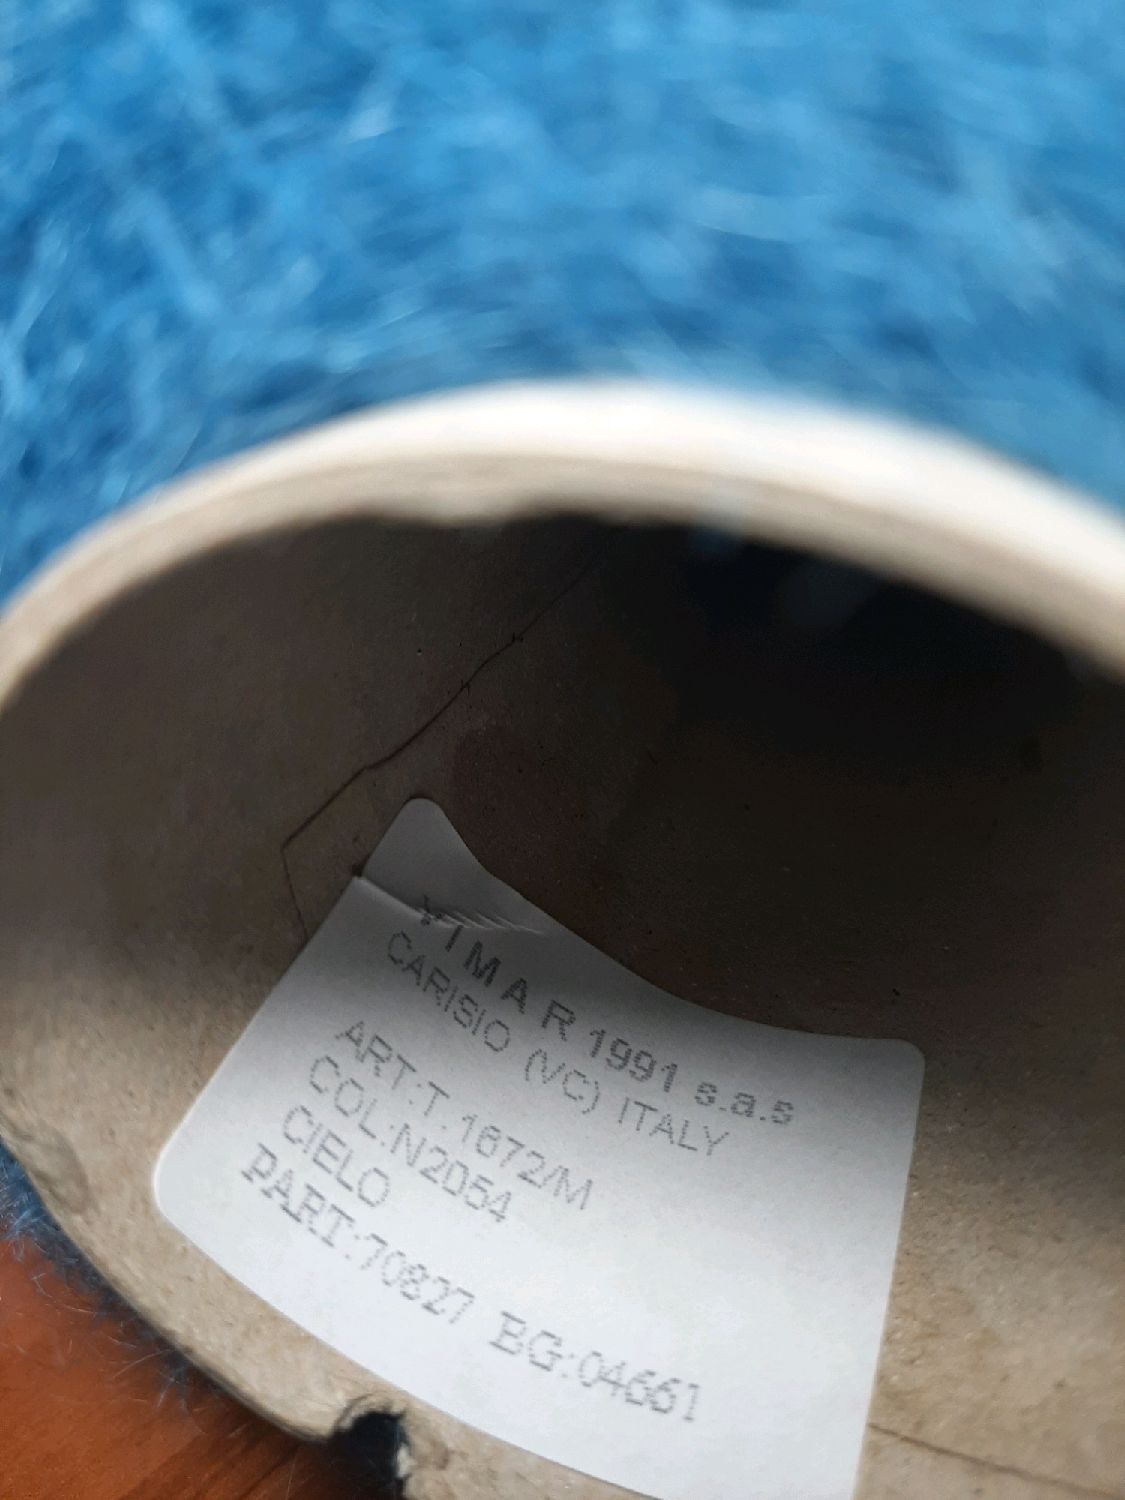 VIMAR 1991 s.a.s
CARISIO (VC) ITALY
ART:T.1672/M
COL:N2054
CIELO
PART:70827 BG:04661